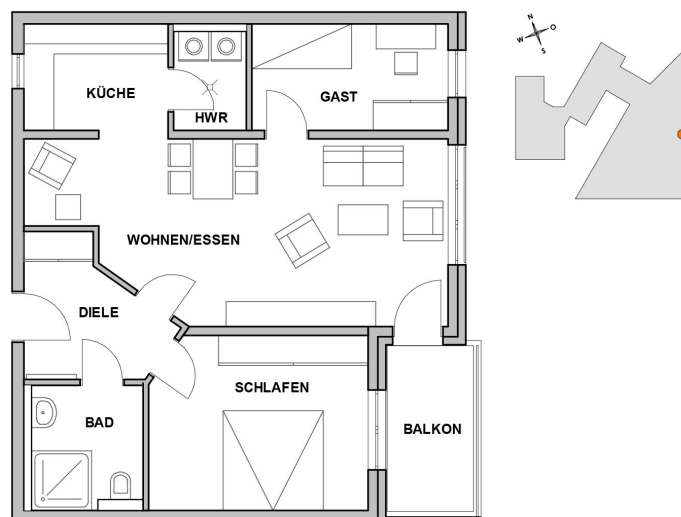 KÜCHE
HWR
GAST
WOHNEN/ESSEN
DIELE
SCHLAFEN
BAD
BALKON
N
W O
S